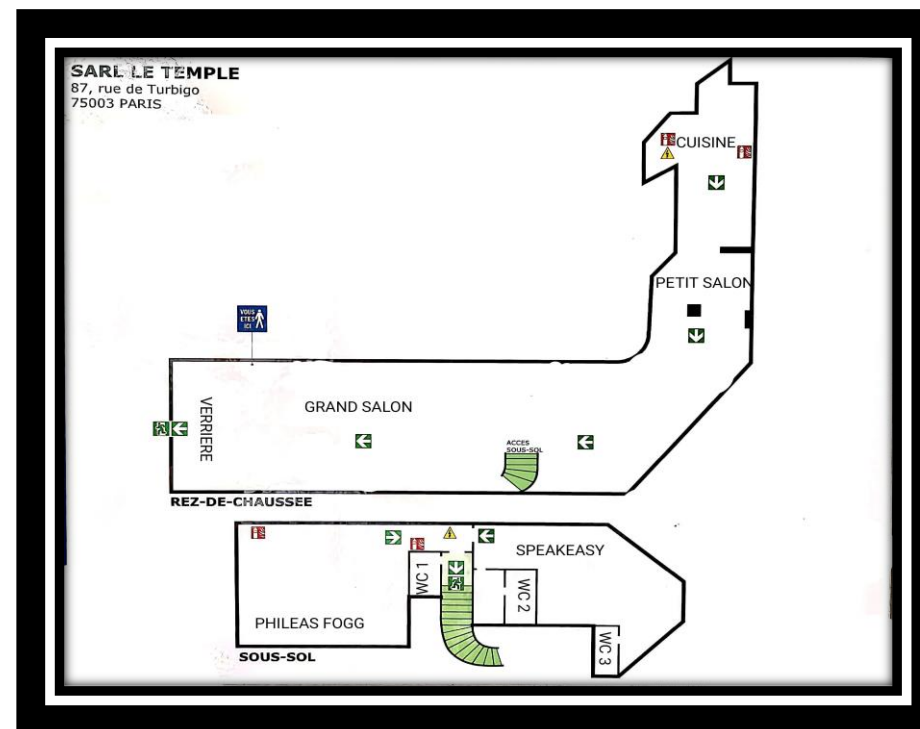 SARL LE TEMPLE
87, rue de Turbigo
75003 PARIS
CUISINE
PETIT SALON
VOUS
ETES
ICI
VERRIERE
GRAND SALON
ACCES
SOUS-SOL
REZ-DE-CHAUSSEE
SPEAKEASY
WC 1
WC 2
PHILEAS FOGG
WC 3
SOUS-SOL